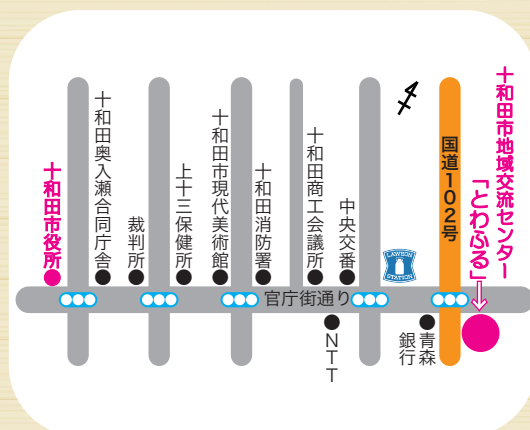 十和田市役所
十和田奥入瀬合同庁舎
裁判所
上十三保健所
十和田市現代美術館
十和田消防署
十和田商工会議所
中央交番
LAWSON
STATION
国道102号
十和田市地域交流センター
「とわふる」
官庁街通り
NTT
青森
銀行